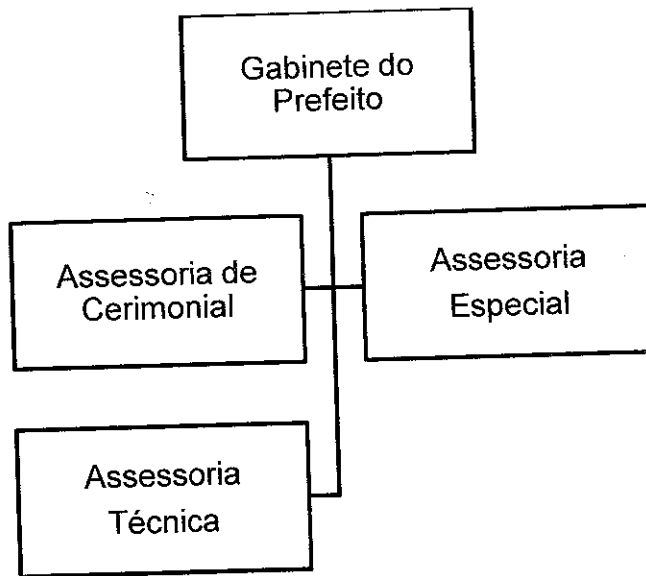 Gabinete do
Prefeito
Assessoria de
Cerimonial
Assessoria
Especial
Assessoria
Técnica